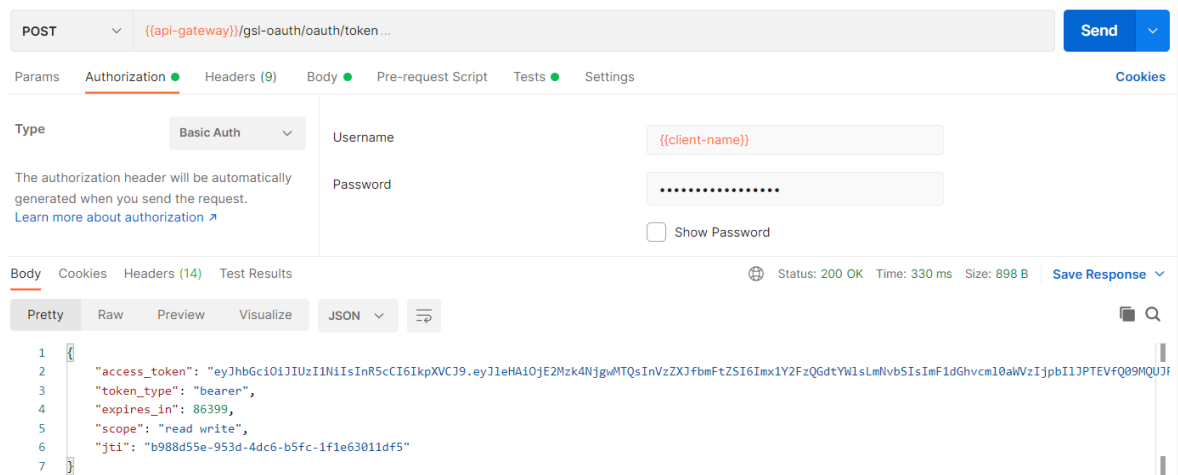 POST {{api-gateway}}/gsl-oauth/oauth/token... Send
Params Authorization Headers (9) Body Pre-request Script Tests Settings Cookies
Type Basic Auth
The authorization header will be automatically
generated when you send the request.
Learn more about authorization ↗
Username {{client-name}}
Password •••••••••••••••••
Show Password
Body Cookies Headers (14) Test Results Status: 200 OK Time: 330 ms Size: 898 B Save Response
Pretty Raw Preview Visualize JSON
1 {
2 "access_token": "eyJhbGciOiJIUzI1NiIsInR5cCI6IkpXVCJ9.eyJleHAiOjE2Mzk4NjgwMTQsInVzZXJfbmFtZSI6Imx1Y2FzQGdtYWlsLmNvbSIsImF1dGhvcml0aWVzIjpbIlJPTEVfQ09MQUJP
3 "token_type": "bearer",
4 "expires_in": 86399,
5 "scope": "read write",
6 "jti": "b988d55e-953d-4dc6-b5fc-1f1e63011df5"
7 }